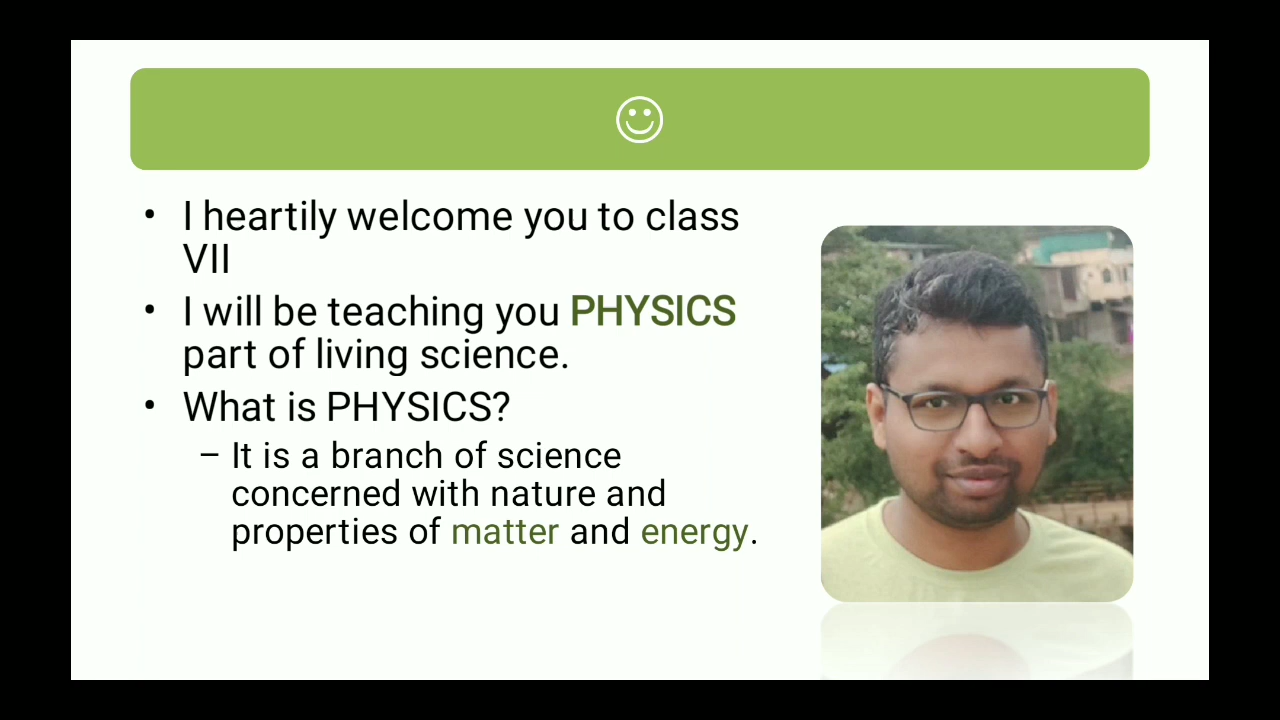 • I heartily welcome you to class
VII
• I will be teaching you PHYSICS
part of living science.
• What is PHYSICS?
– It is a branch of science
concerned with nature and
properties of matter and energy.